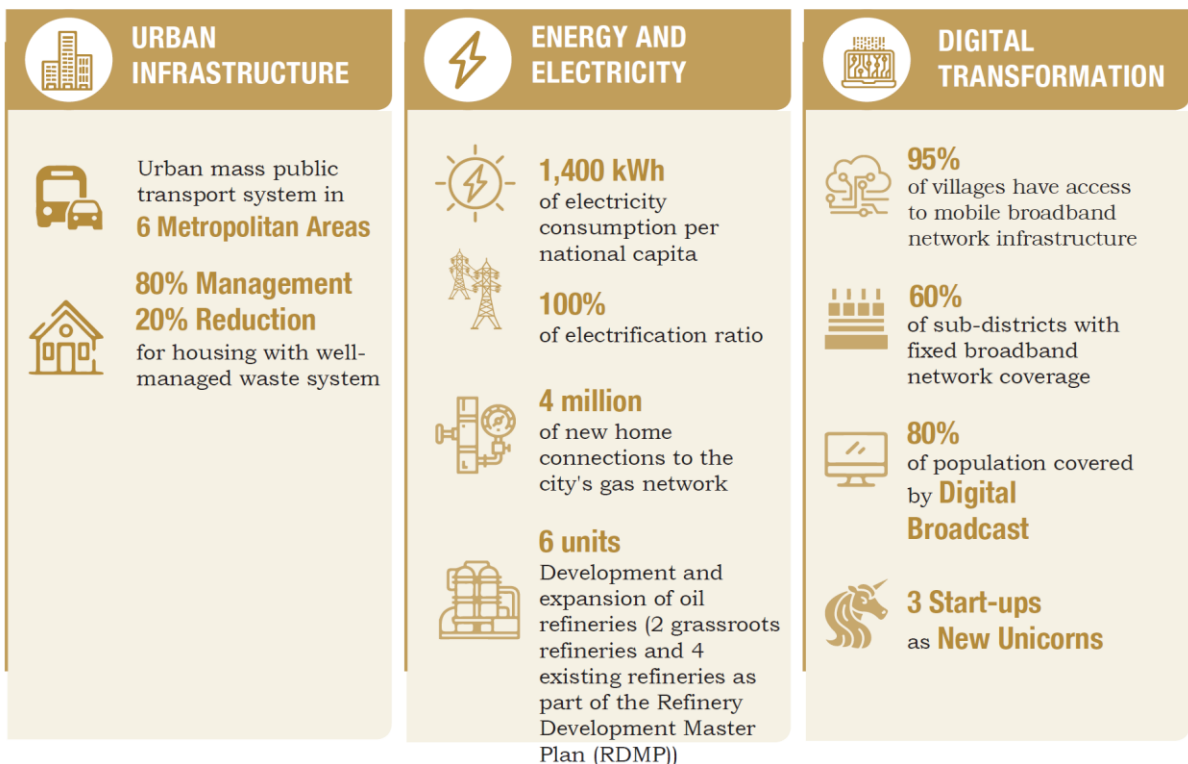 URBAN
INFRASTRUCTURE
Urban mass public
transport system in
6 Metropolitan Areas
80% Management
20% Reduction
for housing with well-
managed waste system
ENERGY AND
ELECTRICITY
1,400 kWh
of electricity
consumption per
national capita
100%
of electrification ratio
4 million
of new home
connections to the
city's gas network
6 units
Development and
expansion of oil
refineries (2 grassroots
refineries and 4
existing refineries as
part of the Refinery
Development Master
Plan (RDMP))
DIGITAL
TRANSFORMATION
95%
of villages have access
to mobile broadband
network infrastructure
60%
of sub-districts with
fixed broadband
network coverage
80%
of population covered
by Digital
Broadcast
3 Start-ups
as New Unicorns